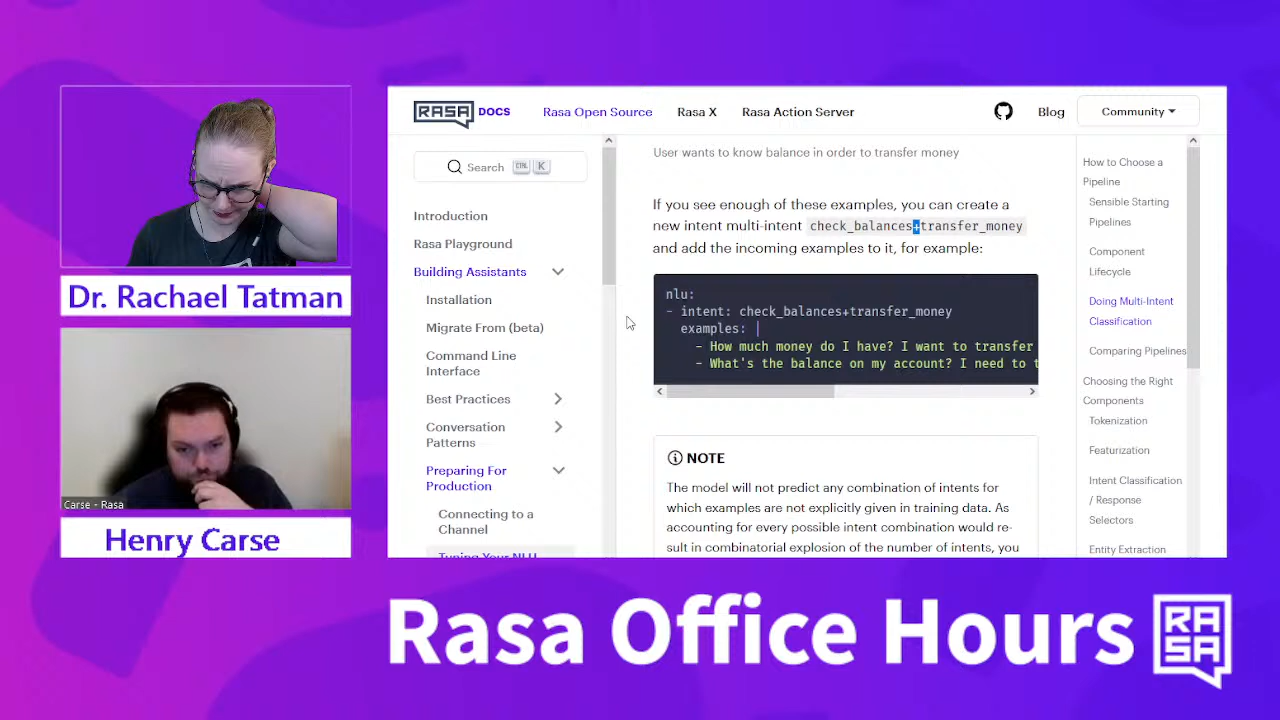 Dr. Rachael Tatman
Carse - Rasa
Henry Carse
RASA DOCS
Rasa Open Source
Rasa X
Rasa Action Server
Blog
Community
Search
CTRL
K
Introduction
Rasa Playground
Building Assistants
Installation
Migrate From (beta)
Command Line
Interface
Best Practices
Conversation
Patterns
Preparing For
Production
Connecting to a
Channel
Tuning Your NLU
User wants to know balance in order to transfer money
If you see enough of these examples, you can create a
new intent multi-intent check_balances+transfer_money
and add the incoming examples to it, for example:
nlu:
- intent: check_balances+transfer_money
examples: |
- How much money do I have? I want to transfer
- What's the balance on my account? I need to t
NOTE
The model will not predict any combination of intents for
which examples are not explicitly given in training data. As
accounting for every possible intent combination would re-
sult in combinatorial explosion of the number of intents, you
How to Choose a
Pipeline
Sensible Starting
Pipelines
Component
Lifecycle
Doing Multi-Intent
Classification
Comparing Pipelines
Choosing the Right
Components
Tokenization
Featurization
Intent Classification
/ Response
Selectors
Entity Extraction
Rasa Office Hours
RA
SA